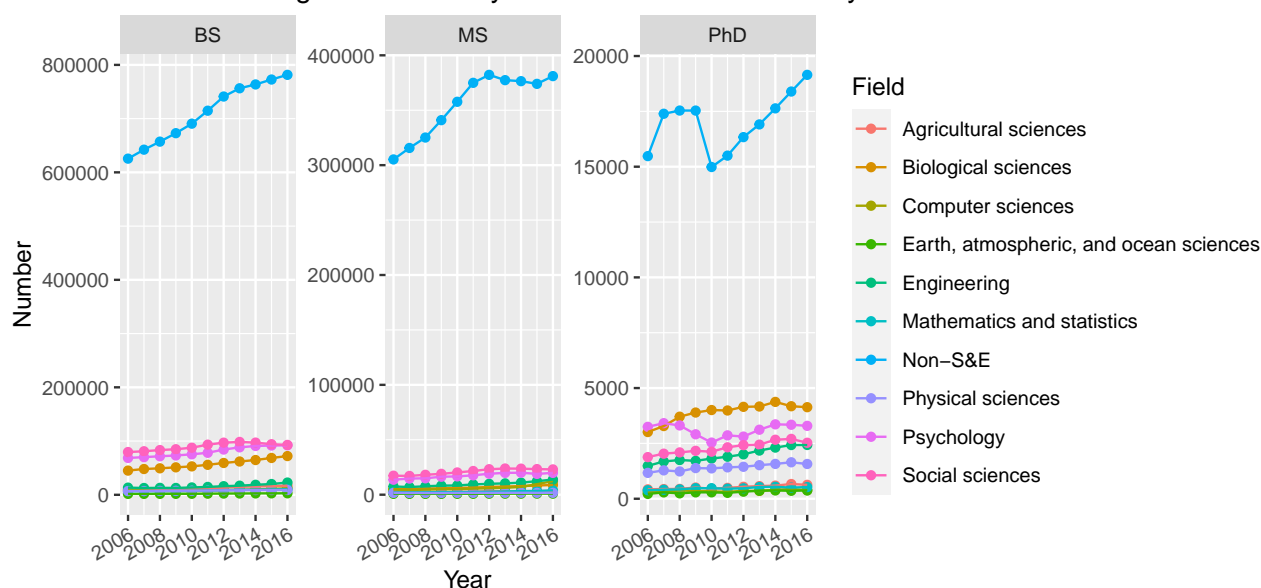 BS
MS
PhD
Number
800000
600000
400000
200000
0
400000
300000
200000
100000
0
20000
15000
10000
5000
0
2006
2008
2010
2012
2014
2016
2006
2008
2010
2012
2014
2016
2006
2008
2010
2012
2014
2016
Year
Field
Agricultural sciences
Biological sciences
Computer sciences
Earth, atmospheric, and ocean sciences
Engineering
Mathematics and statistics
Non−S&E
Physical sciences
Psychology
Social sciences